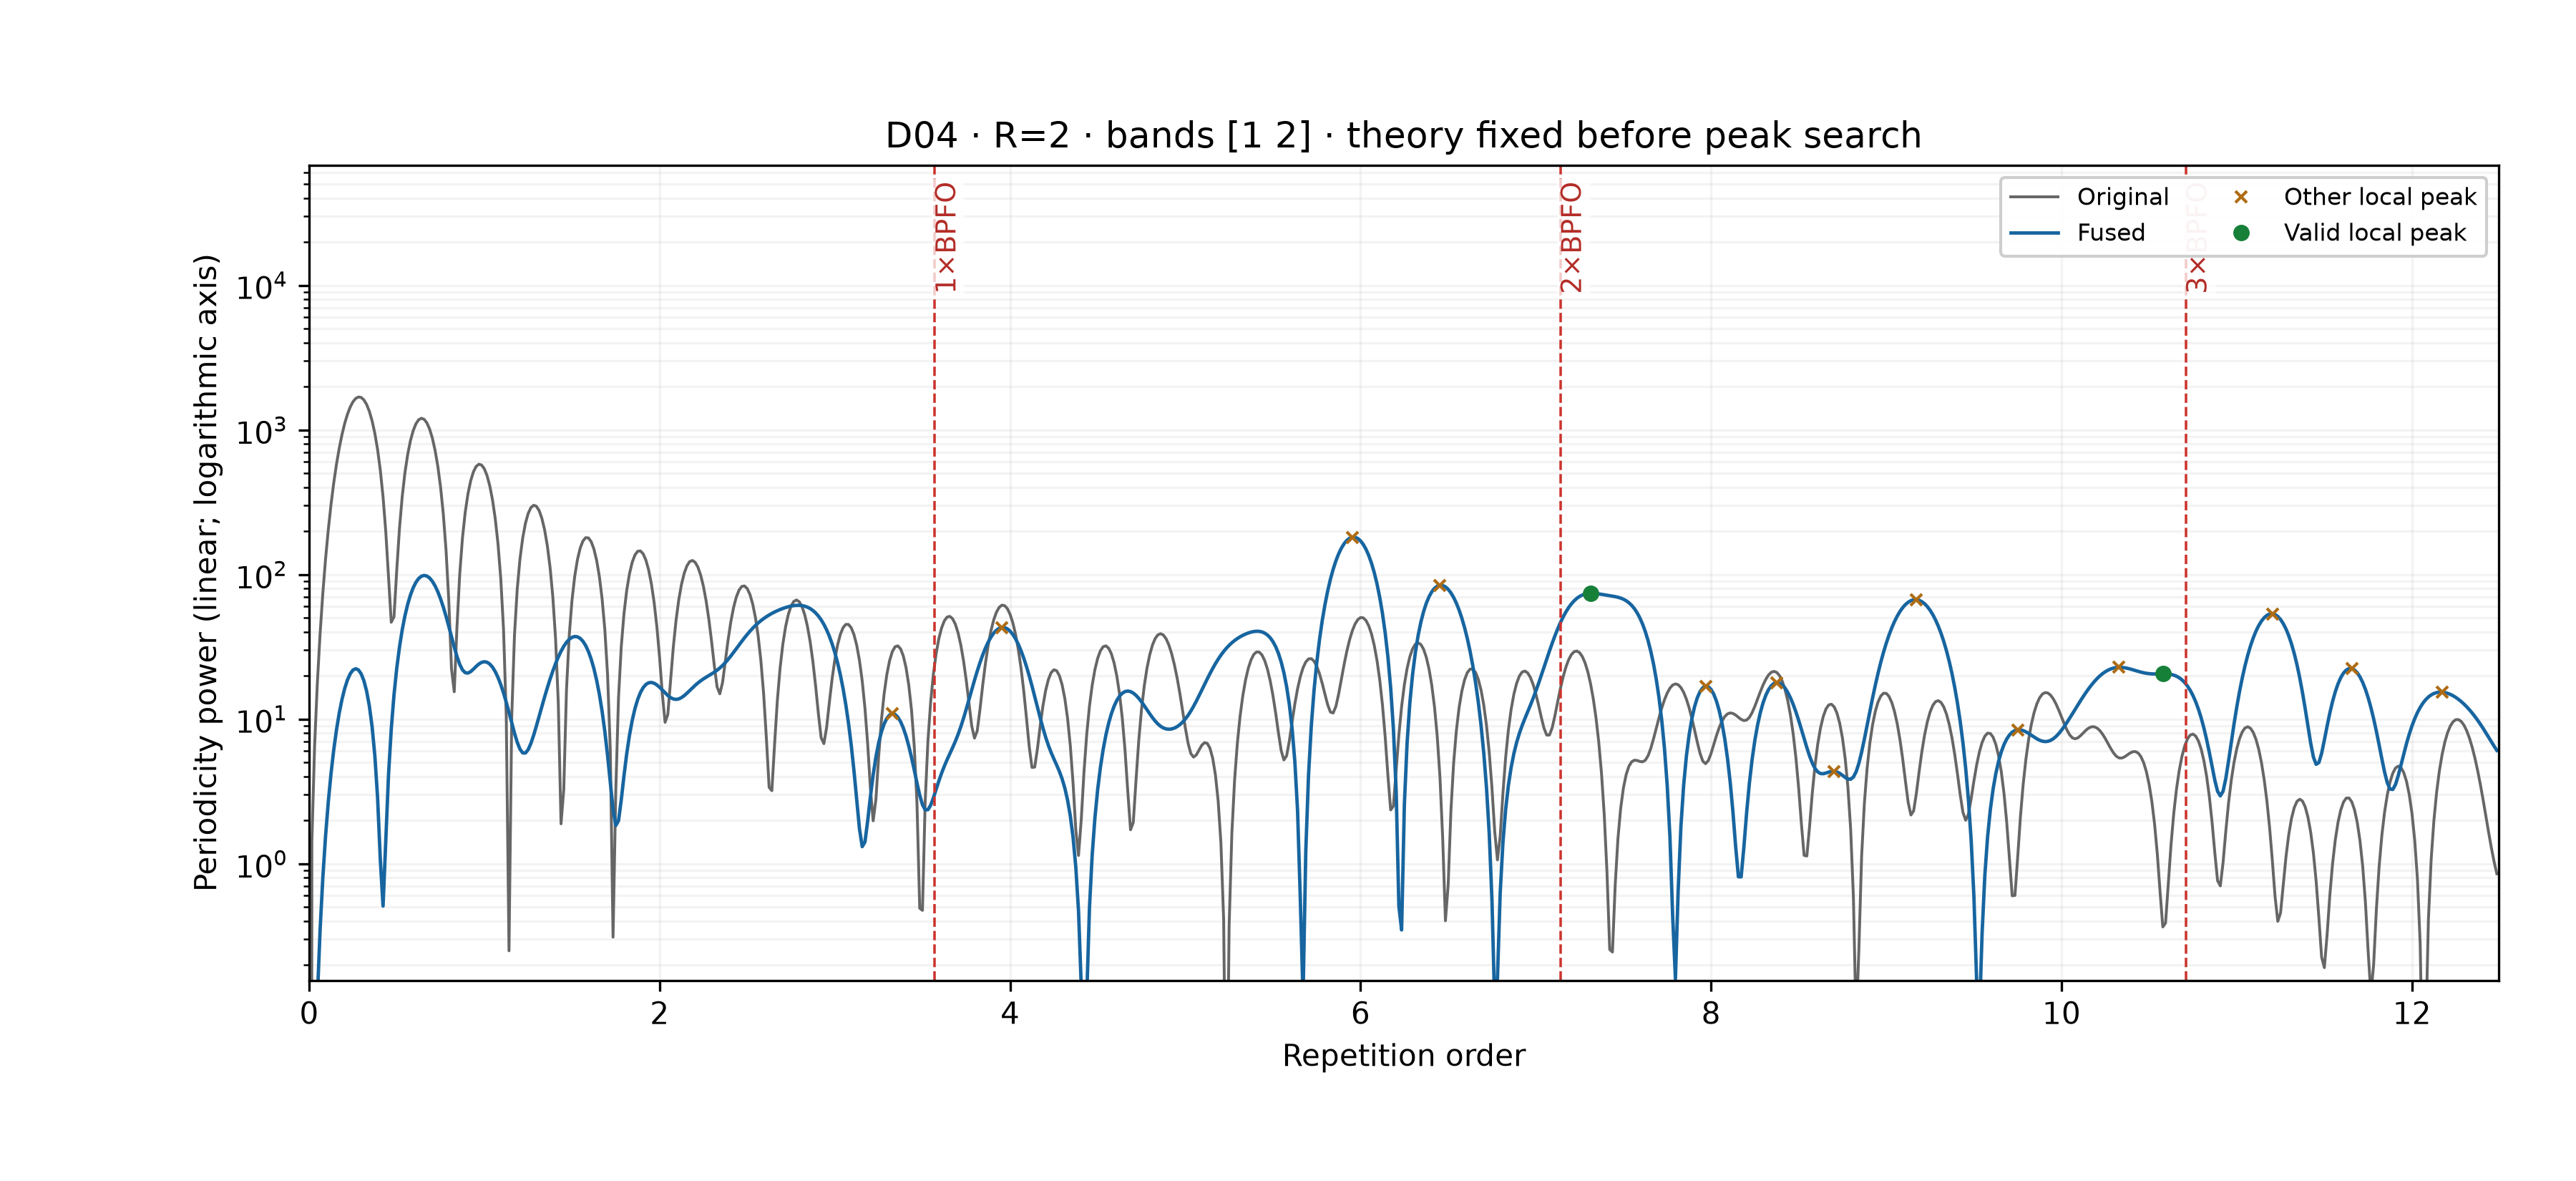 D04 · R=2 · bands [1 2] · theory fixed before peak search
Periodicity power (linear; logarithmic axis)
10⁴
10³
10²
10¹
10⁰
1×BPFO
2×BPFO
3×BPFO
Original
Fused
Other local peak
Valid local peak
0 2 4 6 8 10 12
Repetition order